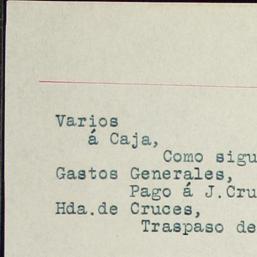 Varios
á Caja,
Como sigu
Gastos Generales,
Pago á J.Cru
Hda.de Cruces,
Traspaso de